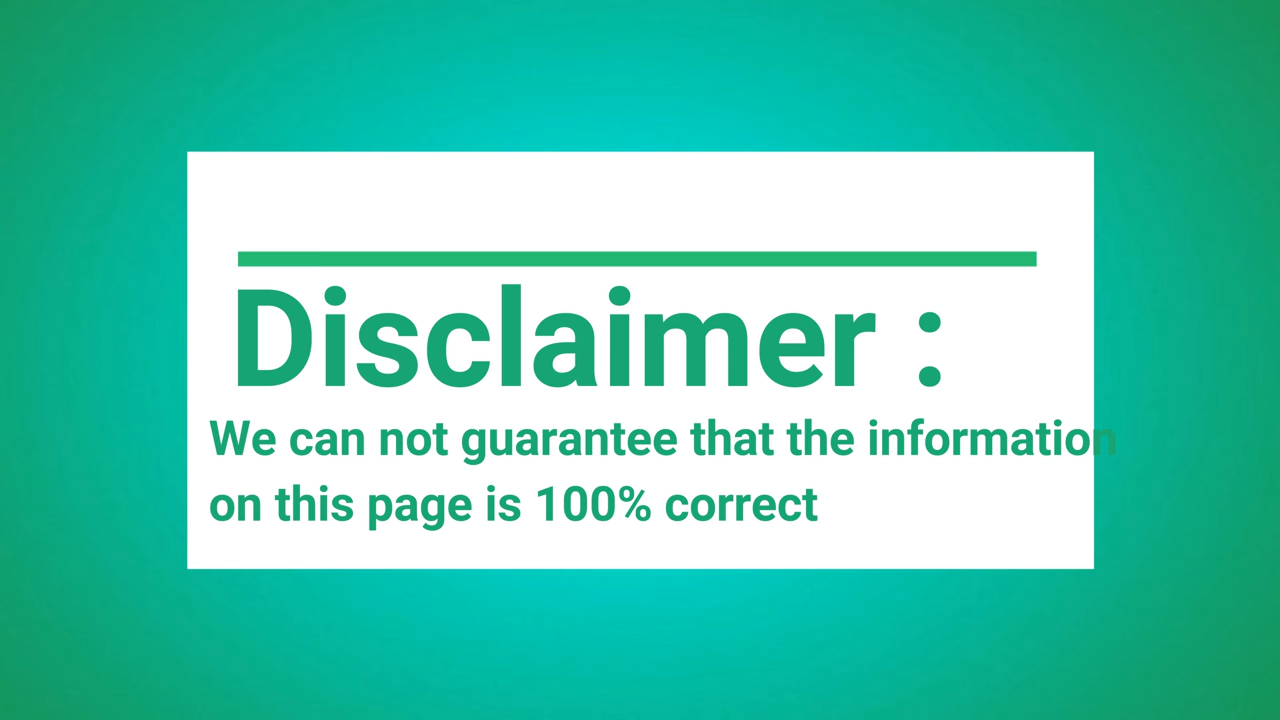 Disclaimer :
We can not guarantee that the information
on this page is 100% correct